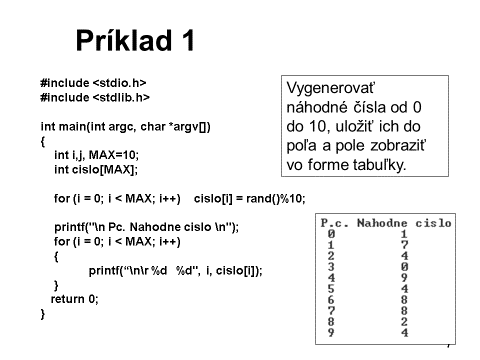 Príklad 1
#include <stdio.h>
#include <stdlib.h>
int main(int argc, char *argv[])
{
int i,j, MAX=10;
int cislo[MAX];
for (i = 0; i < MAX; i++) cislo[i] = rand()%10;
printf("\n Pc. Nahodne cislo \n");
for (i = 0; i < MAX; i++)
{
printf(“\n\r %d %d", i, cislo[i]);
}
return 0;
}
Vygenerovať
náhodné čísla od 0
do 10, uložiť ich do
poľa a pole zobraziť
vo forme tabuľky.
P.c. Nahodne cislo
0 1
1 7
2 4
3 0
4 9
5 4
6 8
7 8
8 2
9 4